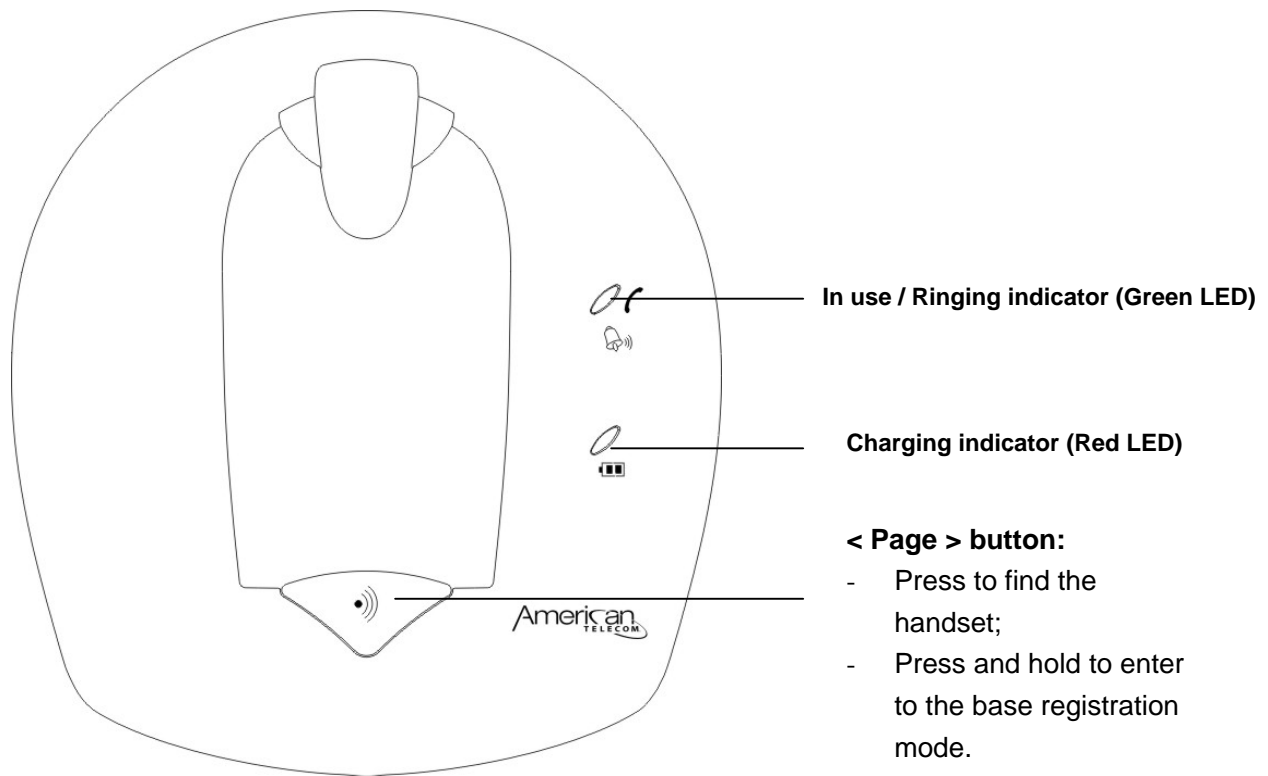 In use / Ringing indicator (Green LED)
Charging indicator (Red LED)
< Page > button:
- Press to find the
handset;
- Press and hold to enter
to the base registration
mode.
American
TELECOM